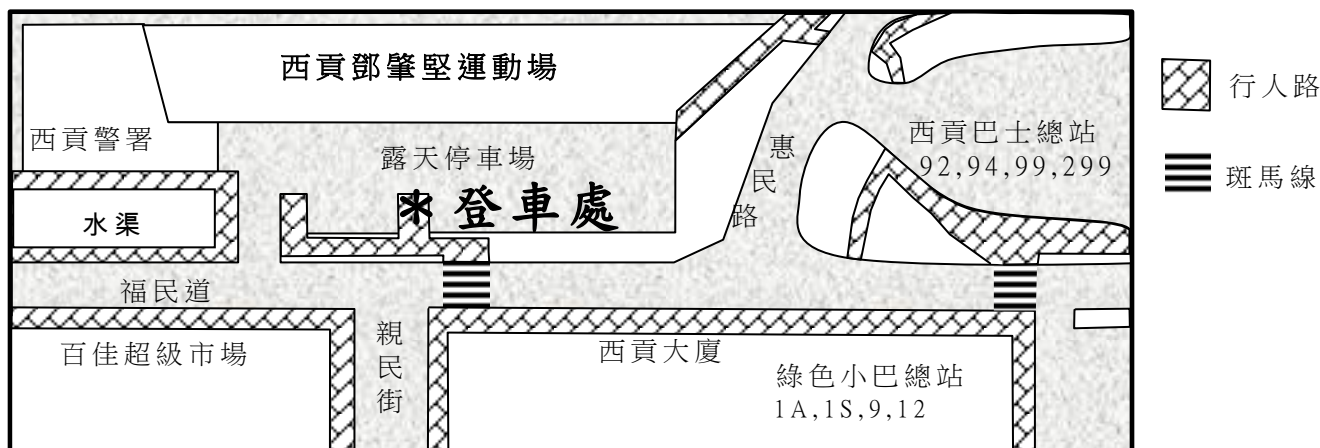 西貢鄧肇堅運動場
西貢警署
露天停車場
惠民路
西貢巴士總站
92,94,99,299
行人路
斑馬線
水渠
*登車處
福民道
親民街
百佳超級市場
西貢大廈
綠色小巴總站
1A,1S,9,12